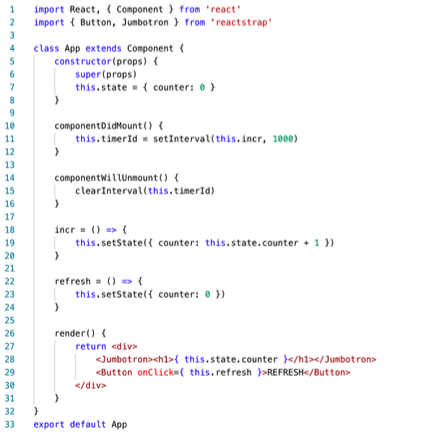 1 import React, { Component } from 'react'
2 import { Button, Jumbotron } from 'reactstrap'
3
4 class App extends Component {
5 constructor(props) {
6 super(props)
7 this.state = { counter: 0 }
8 }
9
10 componentDidMount() {
11 this.timerId = setInterval(this.incr, 1000)
12 }
13
14 componentWillUnmount() {
15 clearInterval(this.timerId)
16 }
17
18 incr = () => {
19 this.setState({ counter: this.state.counter + 1 })
20 }
21
22 refresh = () => {
23 this.setState({ counter: 0 })
24 }
25
26 render() {
27 return <div>
28 <Jumbotron><h1>{ this.state.counter }</h1></Jumbotron>
29 <Button onClick={ this.refresh }>REFRESH</Button>
30 </div>
31 }
32 }
33 export default App